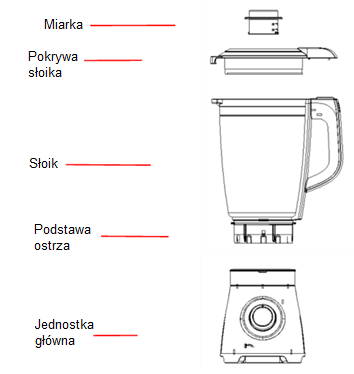 Miarka
Pokrywa
słoika
Słoik
Podstawa
ostrza
Jednostka
główna